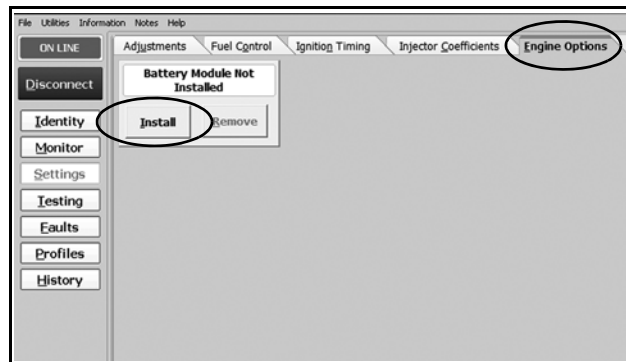 File Utilities Information Notes Help
ON LINE
Disconnect
Identity
Monitor
Settings
Testing
Faults
Profiles
History
Adjustments Fuel Control Ignition Timing Injector Coefficients Engine Options
Battery Module Not
Installed
Install Remove